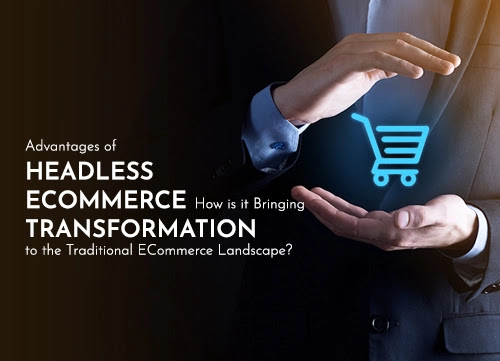 Advantages of
HEADLESS
ECOMMERCE How is it Bringing
TRANSFORMATION
to the Traditional ECommerce Landscape?